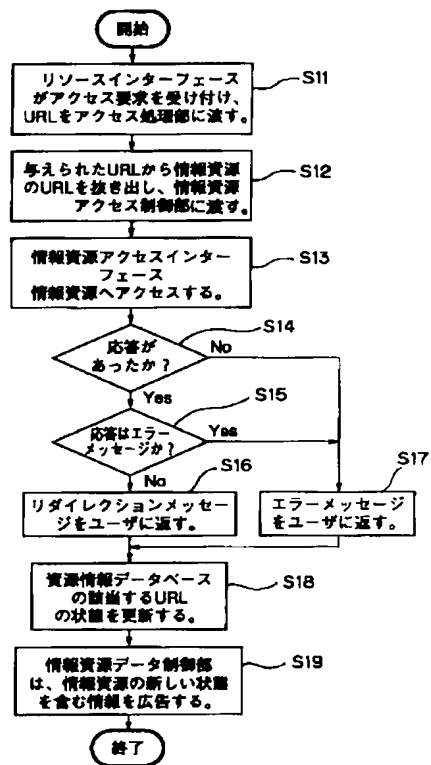 開始
リソースインターフェース
がアクセス要求を受け付け、
URLをアクセス処理部に渡す。
S11
与えられたURLから情報資源
のURLを抜き出し、情報資源
アクセス制御部に渡す。
S12
情報資源アクセスインター
フェース
情報資源へアクセスする。
S13
応答が
あったか?
S14
No
Yes
応答はエラー
メッセージか?
S15
Yes
No
リダイレクションメッセー
ジをユーザに返す。
S16
エラーメッセージ
をユーザに返す。
S17
資源情報データベース
の該当するURL
の状態を更新する。
S18
情報資源データ制御部
は、情報資源の新しい状態
を含む情報を広告する。
S19
終了